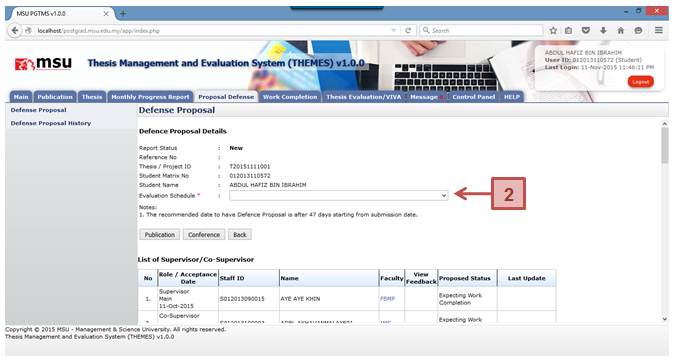 MSU PGTMS v1.0.0
localhost/postgrad.msu.edu.my/app/index.php
Search
msu
Thesis Management and Evaluation System (THEMES) v1.0.0
ABDUL HAFIZ BIN IBRAHIM
User ID: 012013110572 (Student)
Last Login: 11-Nov-2015 11:46:11 PM
Logout
Main Publication Thesis Monthly Progress Report Proposal Defense Work Completion Thesis Evaluation/VIVA Message Control Panel HELP
Defense Proposal
Defense Proposal History
Defense Proposal
Defence Proposal Details
Report Status : New
Reference No :
Thesis / Project ID : T20151111001
Student Matrix No : 012013110572
Student Name : ABDUL HAFIZ BIN IBRAHIM
Evaluation Schedule * :
2
Notes:
1. The recommended date to have Defence Proposal is after 47 days starting from submission date.
Publication Conference Back
List of Supervisor/Co-Supervisor
No Role / Acceptance Date Staff ID Name Faculty View Feedback Proposed Status Last Update
1. Supervisor Main 11-Oct-2015 S012013090015 AYE AYE KHIN FBMP Expecting Work Completion
Co-Supervisor Expecting Work
Copyright © 2015 MSU - Management & Science University. All rights reserved.
Thesis Management and Evaluation System (THEMES) v1.0.0